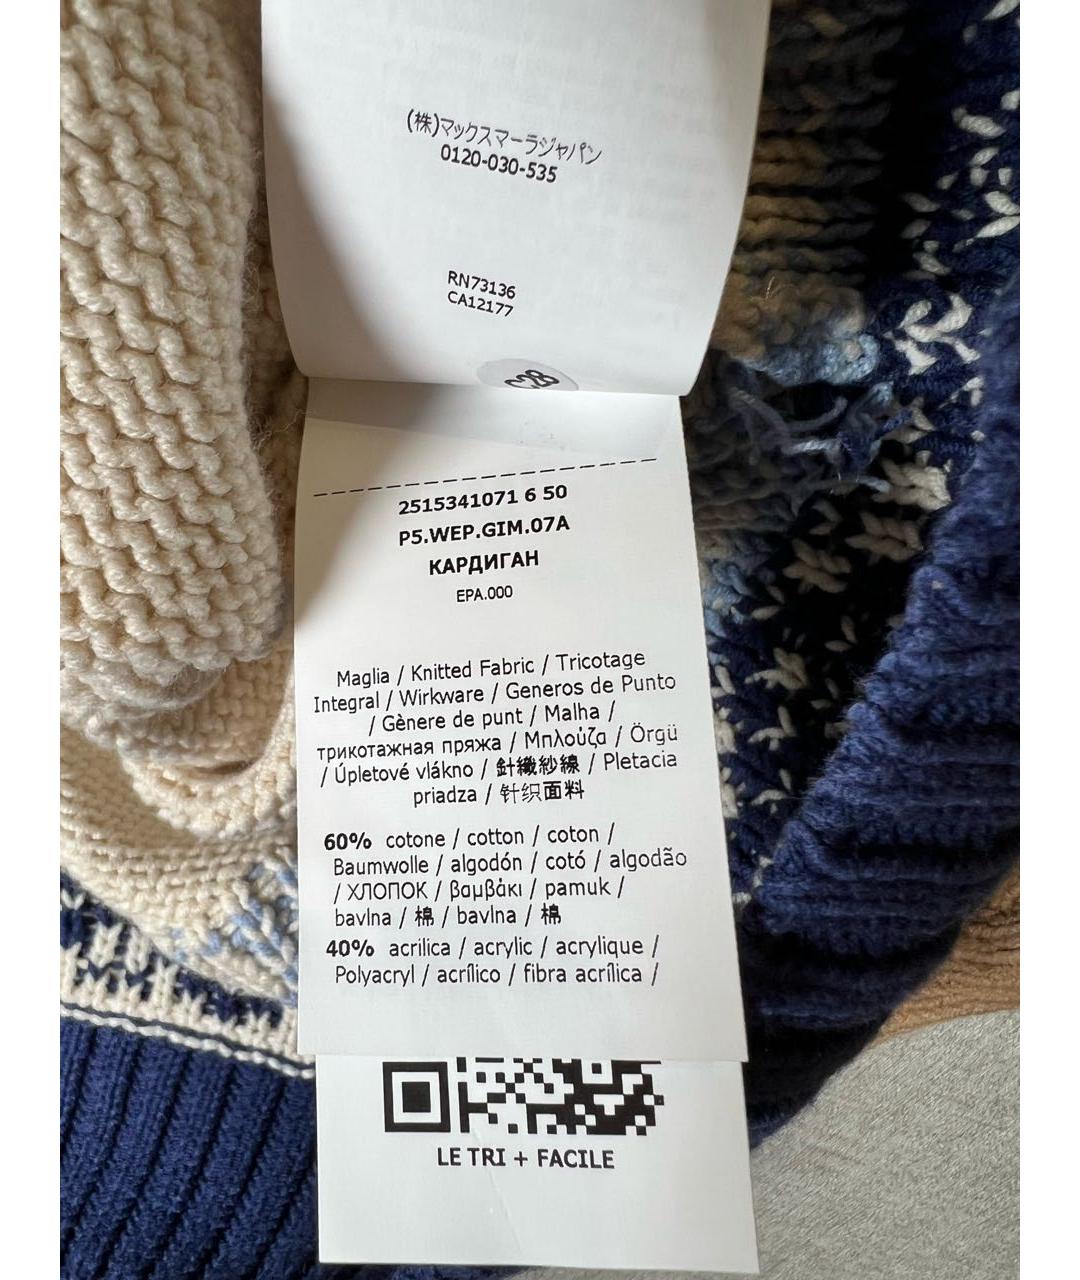 (株)マックスマーラジャパン
0120-030-535
RN73136
CA12177
C28
2515341071 6 50
P5.WEP.GIM.07A
КАРДИГАН
EPA.000
Maglia / Knitted Fabric / Tricotage
Integral / Wirkware / Generos de Punto
/ Gènere de punt / Malha /
трикотажная пряжа / Μπλούζα / Örgü
/ Úpletové vlákno / 針織紗線 / Pletacia
priadza / 针织面料
60% cotone / cotton / coton /
Baumwolle / algodón / cotó / algodão
/ ХЛОПОК / βαμβάκι / pamuk /
bavlna / 棉 / bavlna / 棉
40% acrilica / acrylic / acrylique /
Polyacryl / acrílico / fibra acrílica /
LE TRI + FACILE